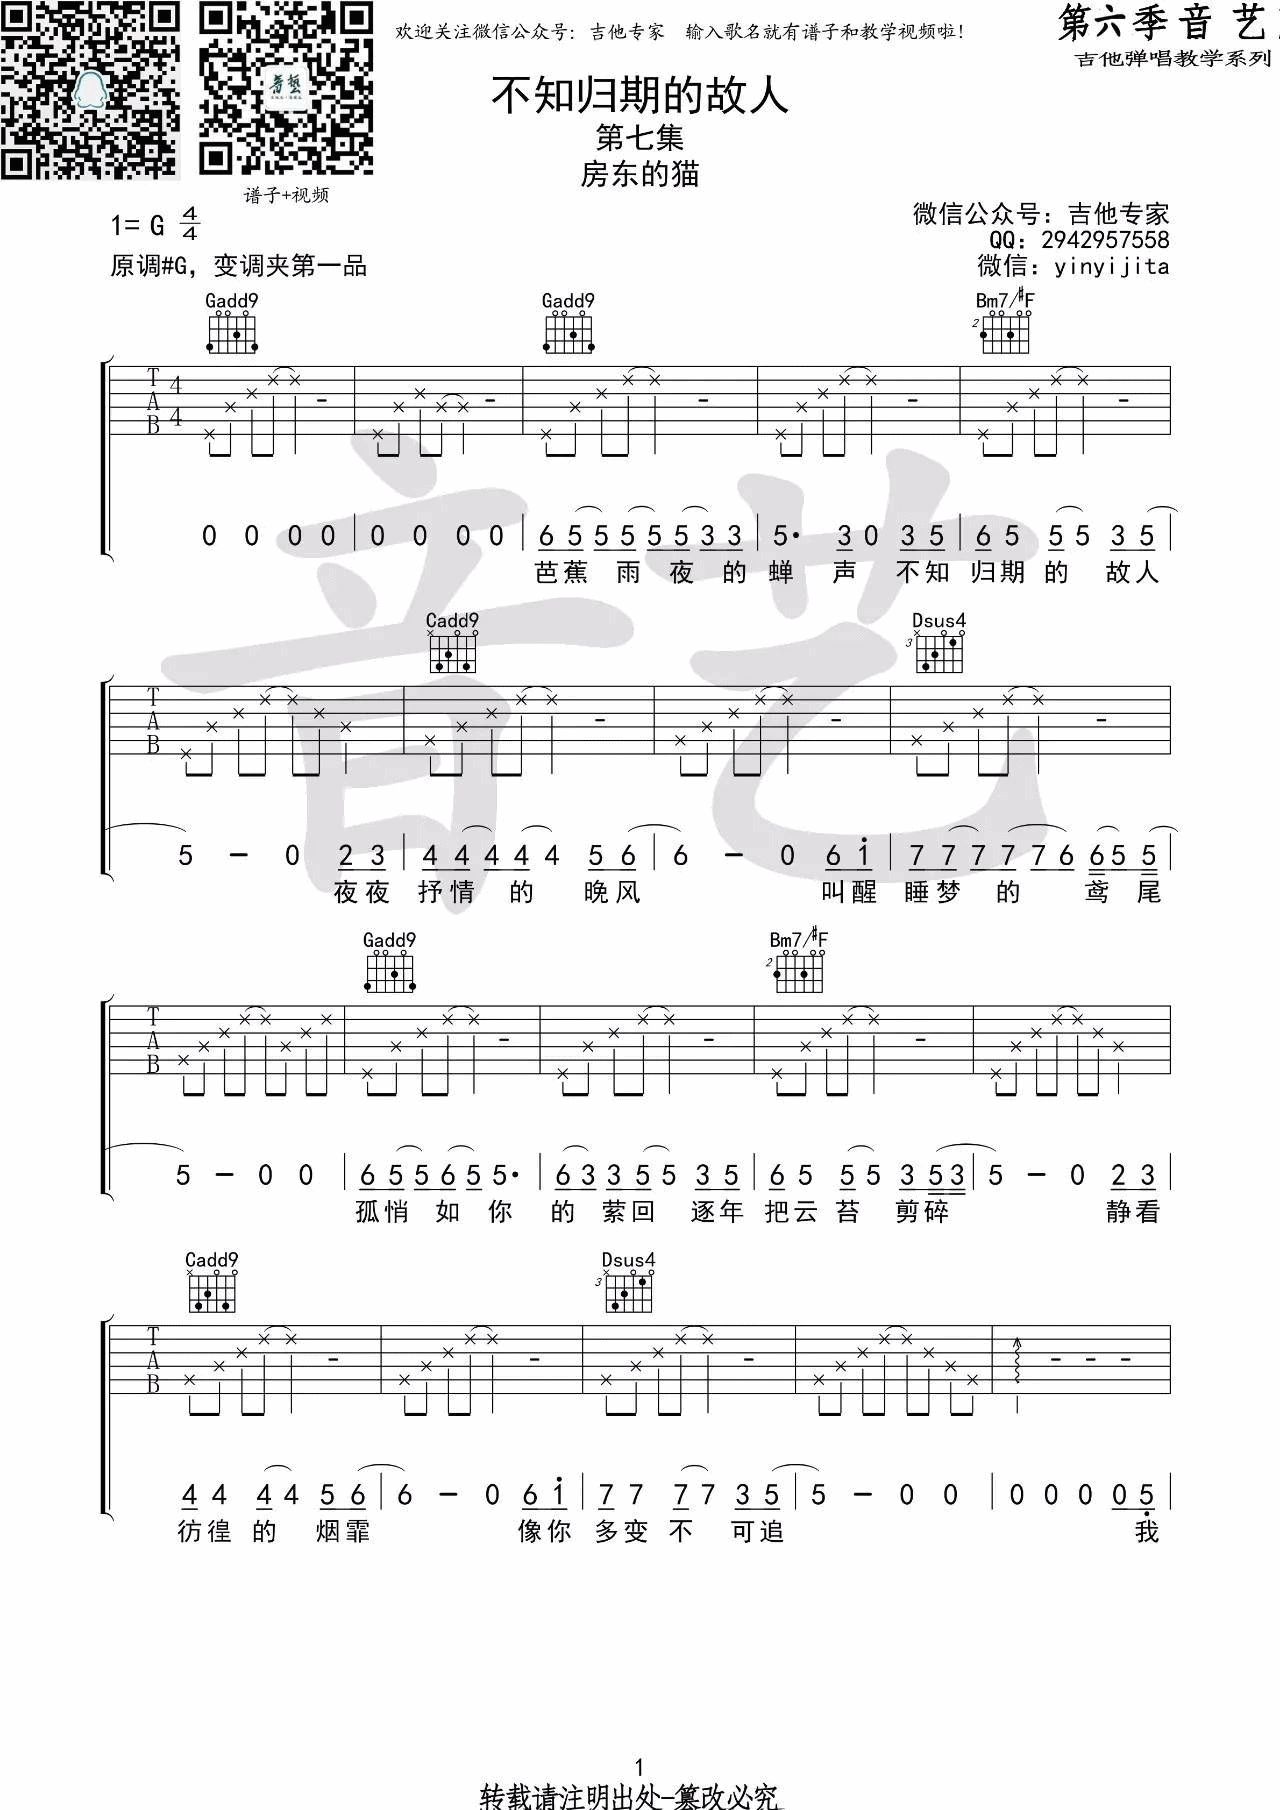 欢迎关注微信公众号：吉他专家 输入歌名就有谱子和教学视频啦！
第六季音艺
吉他弹唱教学系列
不知归期的故人
第七集
房东的猫
谱子+视频
1= G 4/4
微信公众号：吉他专家
QQ：2942957558
原调#G，变调夹第一品
微信：yinyijita
Gadd9 Gadd9 Bm7/#F
2
T A B 4/4
0 0 0 0 | 0 0 0 0 | 6 5 5 5 5 5 3 3 | 5· 3 0 3 5 | 6 5 5 5 3 5 |
芭蕉 雨 夜 的 蝉 声 不知 归期 的 故人
Cadd9 Dsus4
3
T A B
5 - 0 2 3 | 4 4 4 4 4 5 6 | 6 - 0 6 i | 7 7 7 7 7 6 6 5 5 |
夜夜 抒情 的 晚风 叫醒 睡梦 的 鸢 尾
Gadd9 Bm7/#F
2
T A B
5 - 0 0 | 6 5 5 6 5 5· | 6 3 3 5 5 3 5 | 6 5 5 5 3 5 3 | 5 - 0 2 3 |
孤悄 如 你 的 萦回 逐年 把云 苔 剪碎 静看
Cadd9 Dsus4
3
T A B
4 4 4 4 5 6 | 6 - 0 6 i | 7 7 7 7 3 5 | 5 - 0 0 | 0 0 0 0 5 |
彷徨 的 烟霏 像你 多变 不 可追 我
音艺
1
转载请注明出处-篡改必究